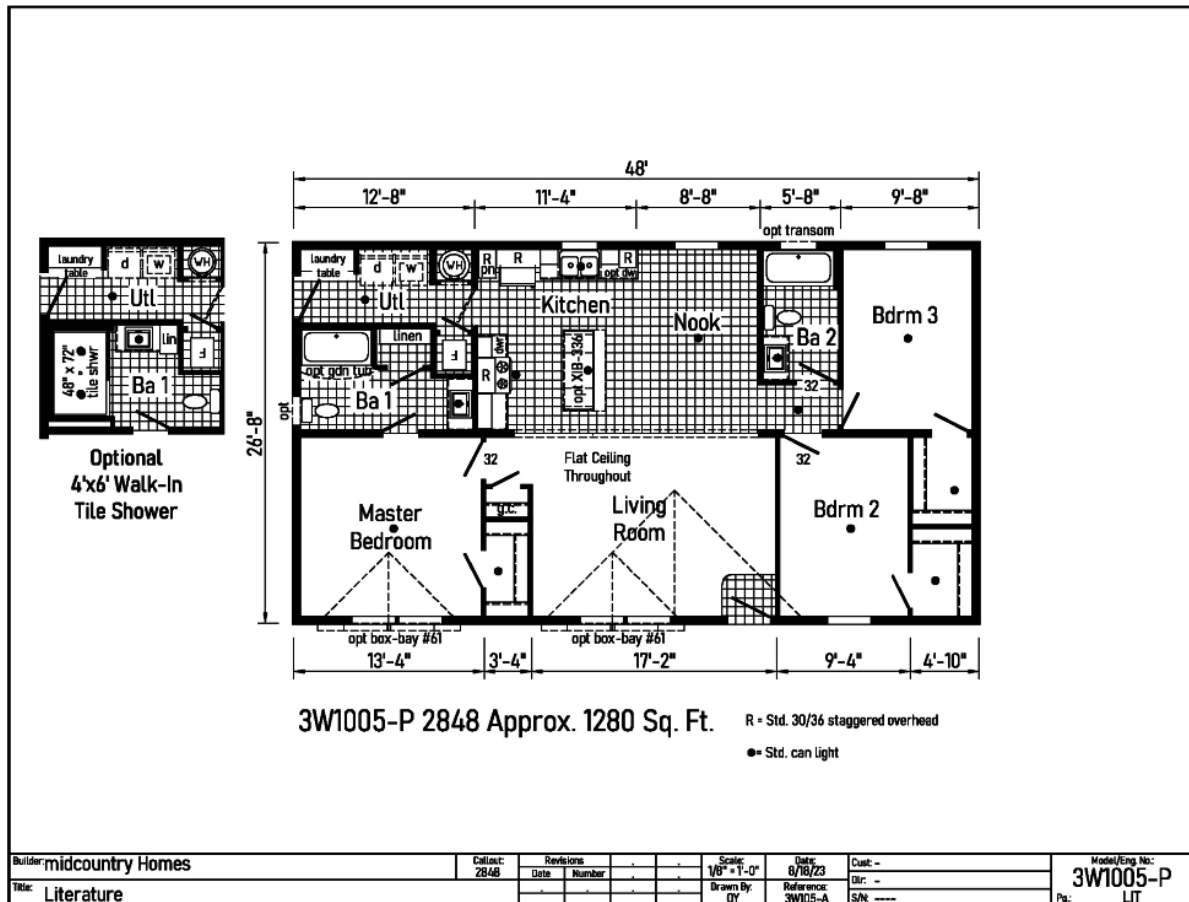 48'
12'-8"
11'-4"
8'-8"
5'-8"
9'-8"
opt transom
26'-8"
laundry
table
d
w
WH
Utl
lin
F
48" x 72"
tile shwr
Ba 1
Optional
4'x6' Walk-In
Tile Shower
laundry
table
d
w
WH
Utl
linen
F
opt gdn tub
Ba 1
opt
R
pn
R
R
opt dw
Kitchen
Nook
dwr
R
opt XIB-336
Ba 2
32
Bdrm 3
32
Flat Ceiling
Throughout
32
g.c.
Master
Bedroom
Living
Room
Bdrm 2
opt box-bay #61
opt box-bay #61
13'-4"
3'-4"
17'-2"
9'-4"
4'-10"
3W1005-P 2848 Approx. 1280 Sq. Ft.
R = Std. 30/36 staggered overhead
●= Std. can light
Builder: midcountry Homes
Title: Literature
Callout:
2848
Revisions
Date Number
Scale:
1/8" = 1'-0"
Drawn By:
DY
Date:
8/18/23
Reference:
3W105-A
Cust: -
Dlr: -
S/N: ----
Model/Eng. No.:
3W1005-P
Pg.: LIT